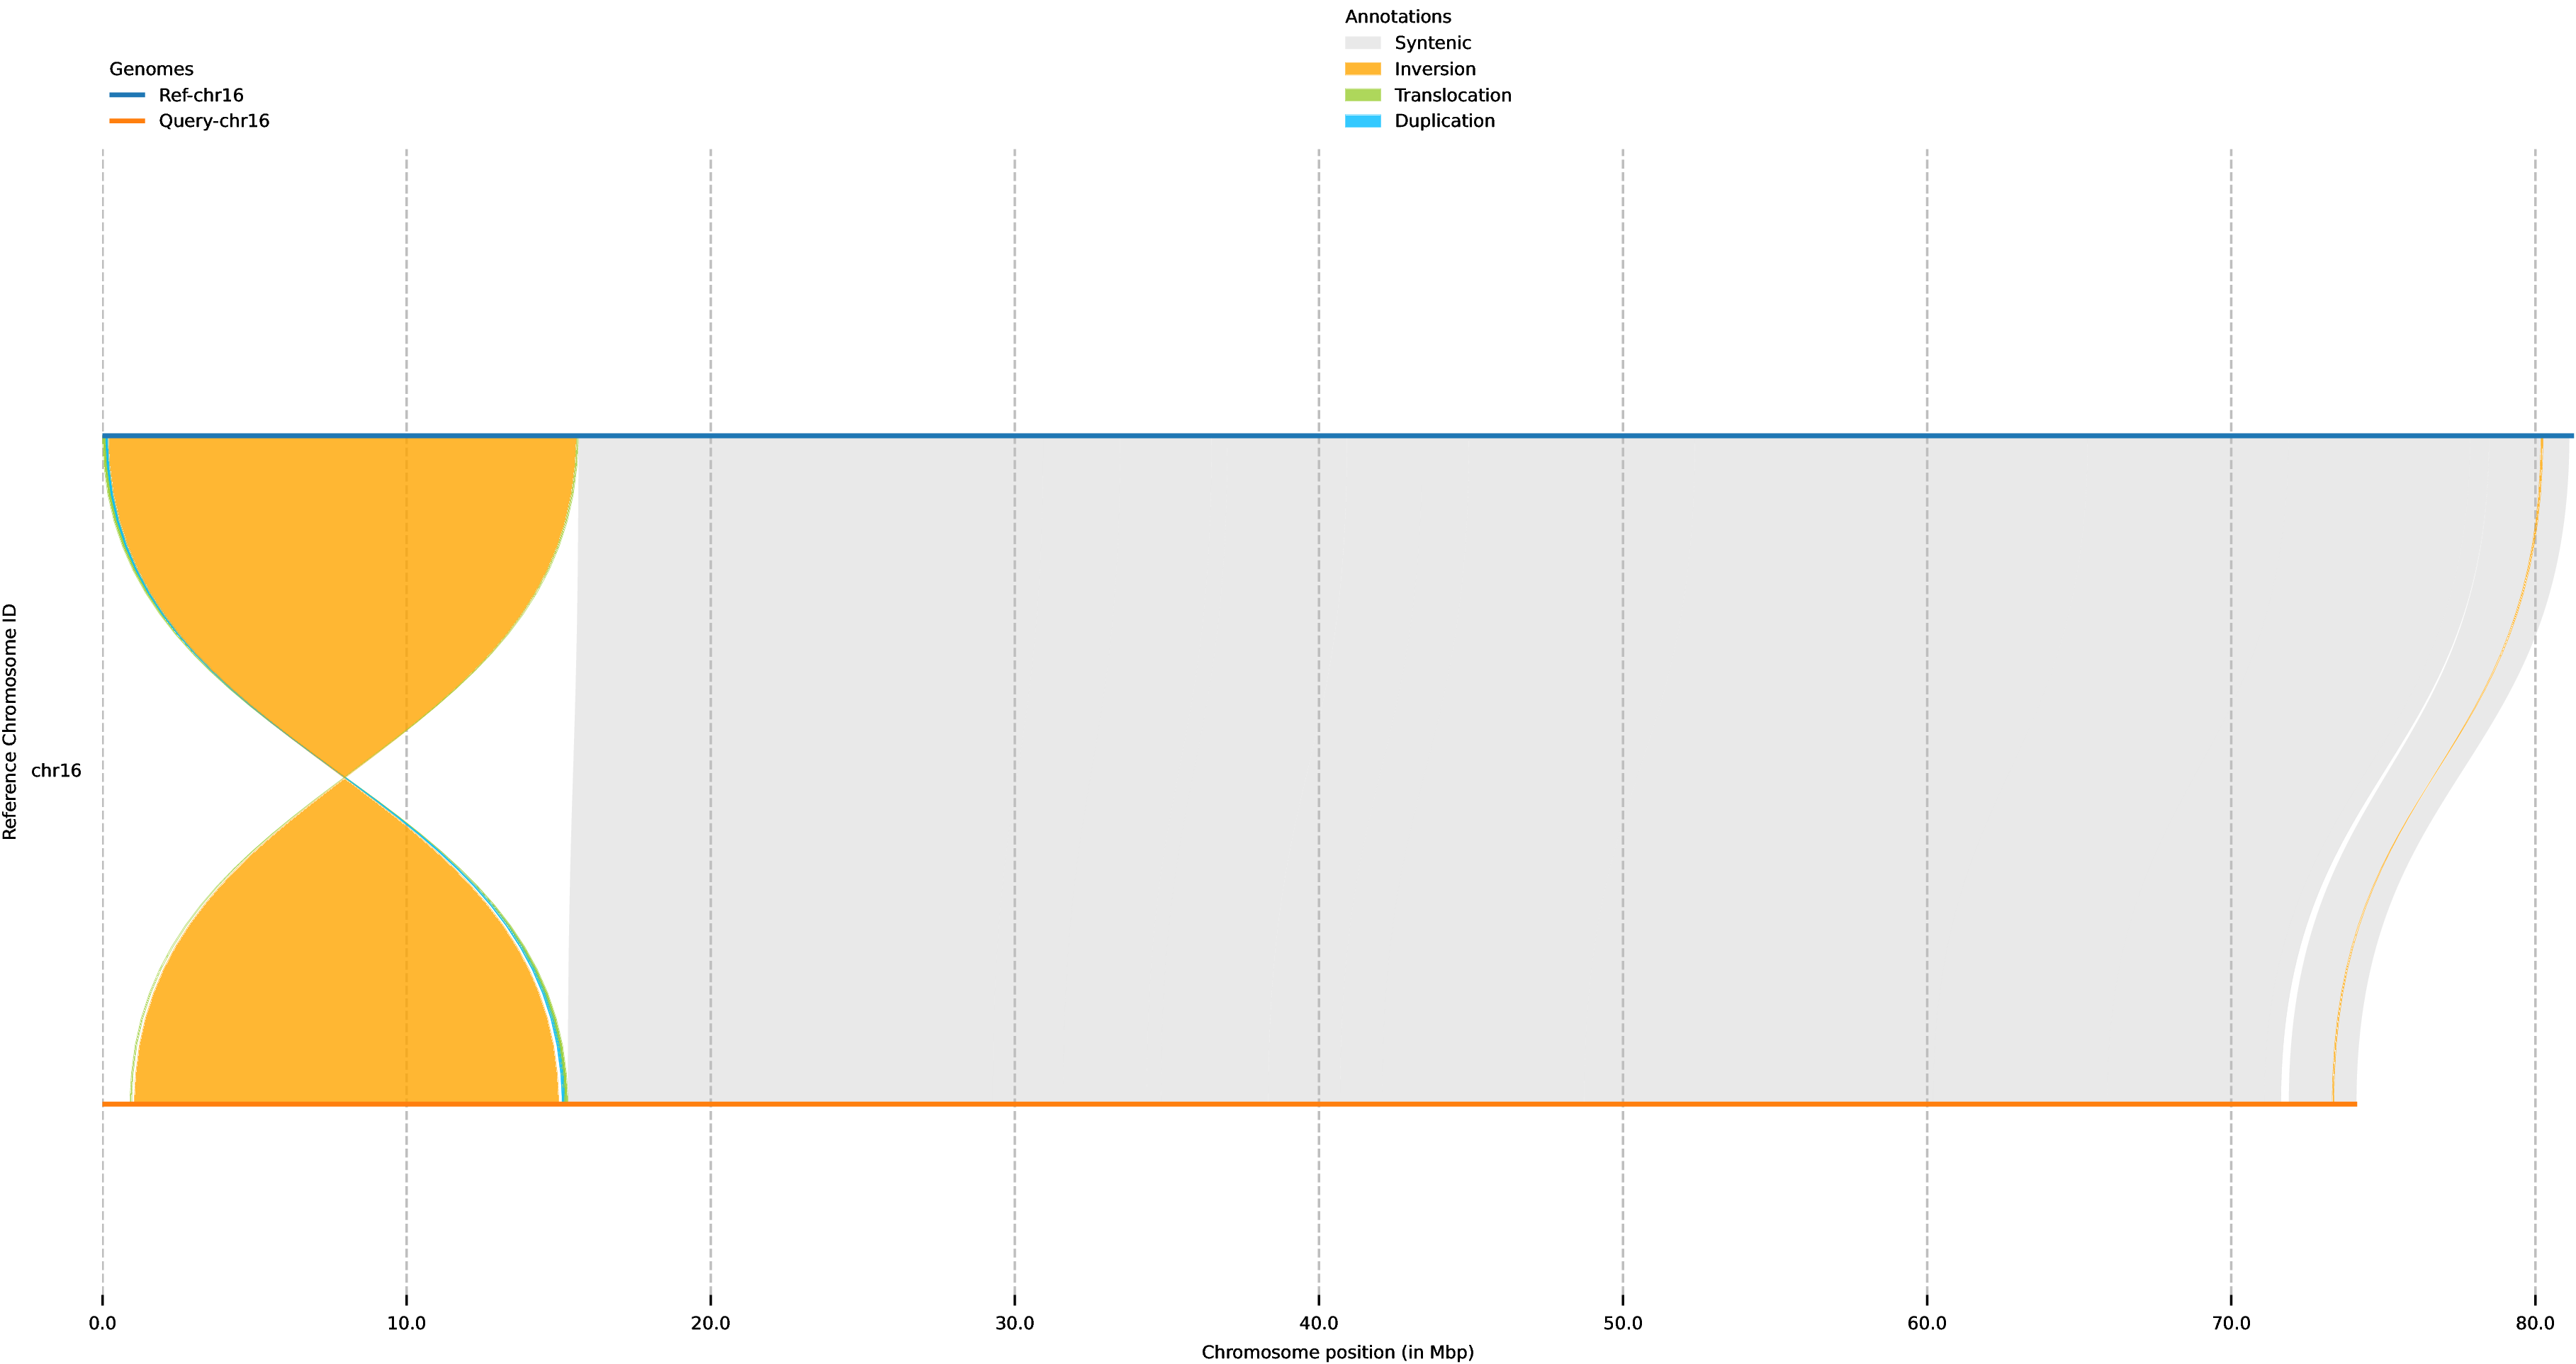 Genomes
Ref-chr16
Query-chr16
Annotations
Syntenic
Inversion
Translocation
Duplication
Reference Chromosome ID
chr16
0.0 10.0 20.0 30.0 40.0 50.0 60.0 70.0 80.0
Chromosome position (in Mbp)